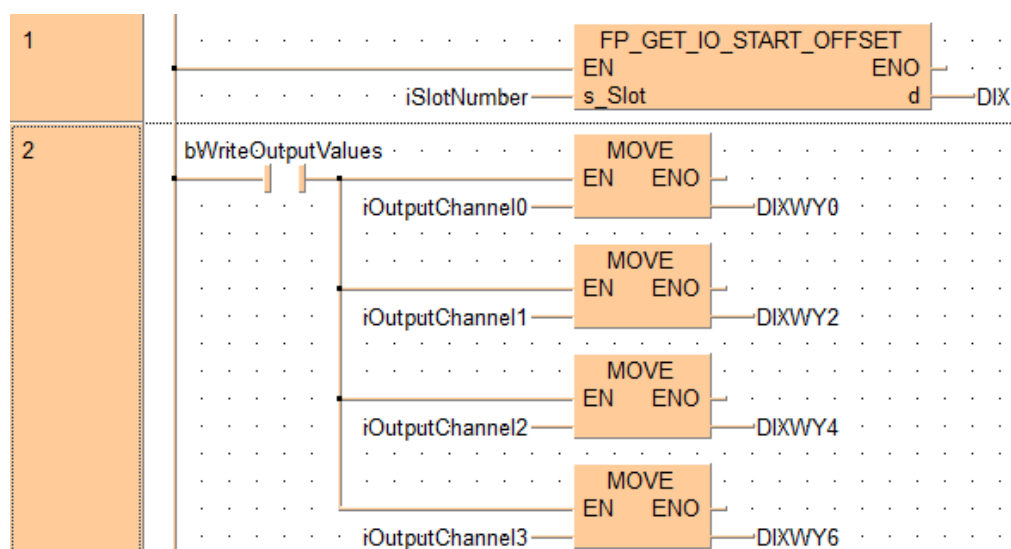 1
FP_GET_IO_START_OFFSET
EN ENO
iSlotNumber s_Slot d DIX
2
bWriteOutputValues MOVE
EN ENO
iOutputChannel0 DIXWY0
MOVE
EN ENO
iOutputChannel1 DIXWY2
MOVE
EN ENO
iOutputChannel2 DIXWY4
MOVE
EN ENO
iOutputChannel3 DIXWY6